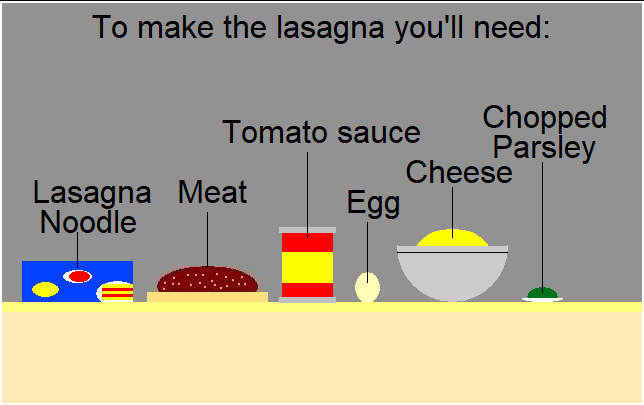 To make the lasagna you'll need:
Lasagna
Noodle
Meat
Tomato sauce
Egg
Cheese
Chopped
Parsley